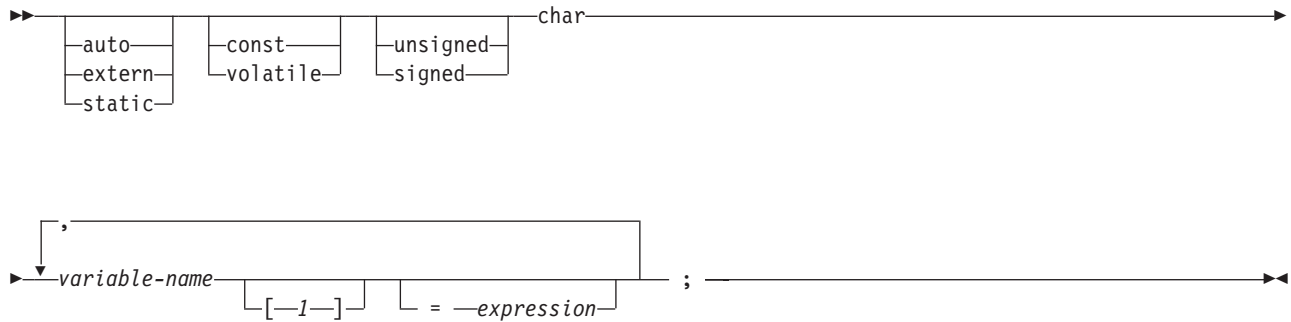 char
auto const unsigned
extern volatile signed
static
,
variable-name ;
[ 1 ] = expression